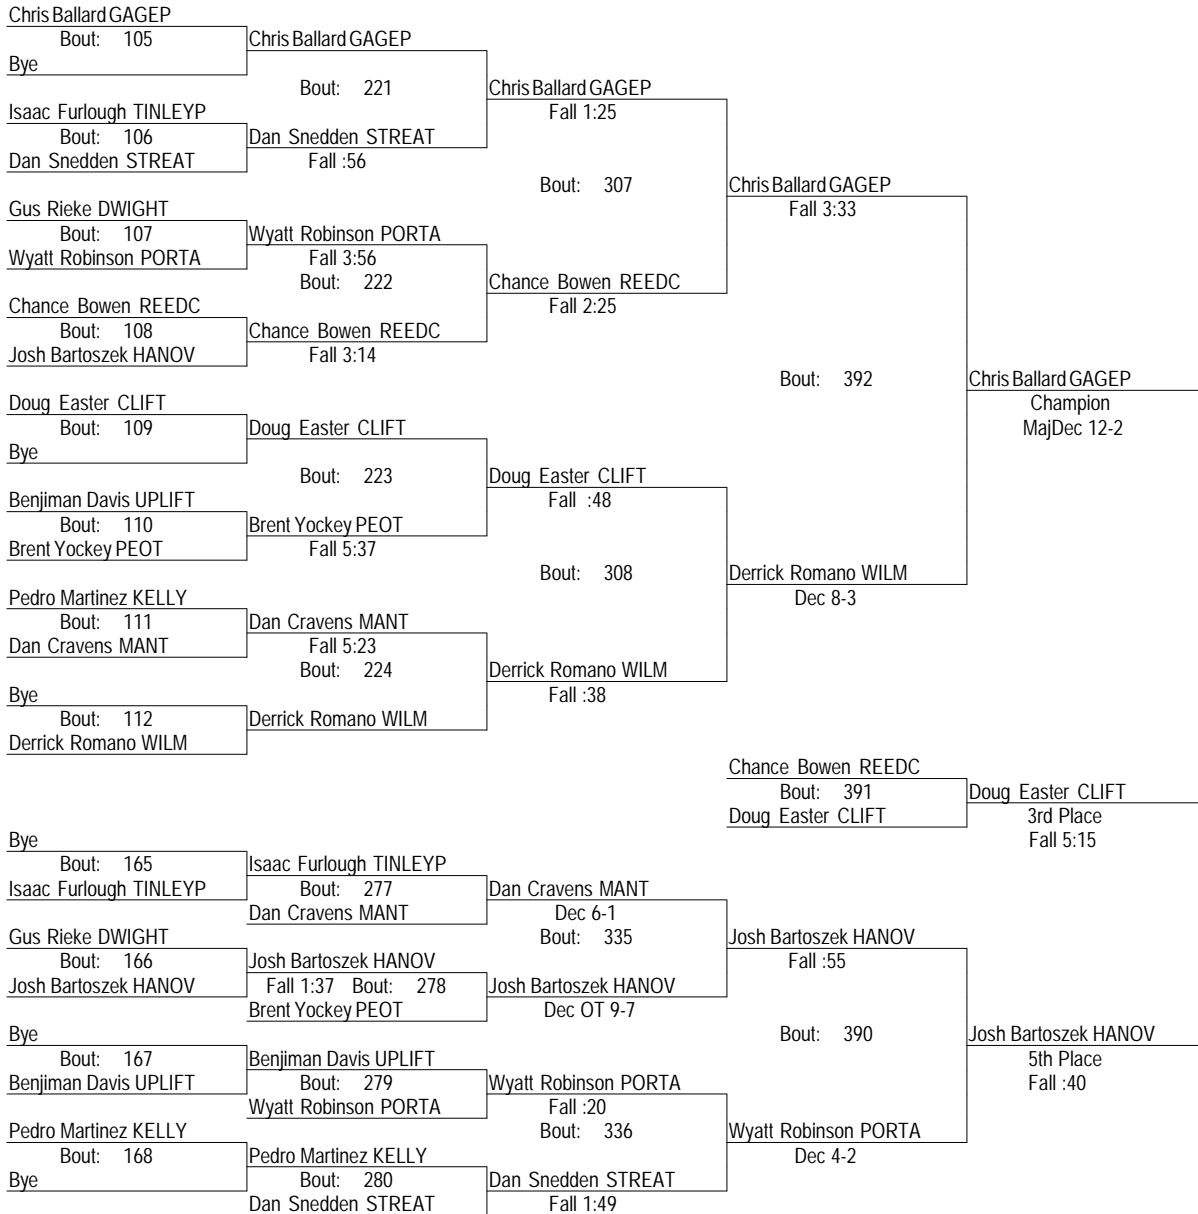 Chris Ballard GAGEP
Bout: 105
Chris Ballard GAGEP
Bye
Bout: 221
Chris Ballard GAGEP
Isaac Furlough TINLEYP
Fall 1:25
Bout: 106
Dan Snedden STREAT
Dan Snedden STREAT
Fall :56
Bout: 307
Chris Ballard GAGEP
Gus Rieke DWIGHT
Fall 3:33
Bout: 107
Wyatt Robinson PORTA
Wyatt Robinson PORTA
Fall 3:56
Bout: 222
Chance Bowen REEDC
Chance Bowen REEDC
Fall 2:25
Bout: 108
Chance Bowen REEDC
Josh Bartoszek HANOV
Fall 3:14
Bout: 392
Chris Ballard GAGEP
Doug Easter CLIFT
Champion
Bout: 109
Doug Easter CLIFT
MajDec 12-2
Bye
Bout: 223
Doug Easter CLIFT
Benjiman Davis UPLIFT
Fall :48
Bout: 110
Brent Yockey PEOT
Brent Yockey PEOT
Fall 5:37
Bout: 308
Derrick Romano WILM
Pedro Martinez KELLY
Dec 8-3
Bout: 111
Dan Cravens MANT
Dan Cravens MANT
Fall 5:23
Bout: 224
Derrick Romano WILM
Bye
Fall :38
Bout: 112
Derrick Romano WILM
Derrick Romano WILM
Chance Bowen REEDC
Bout: 391
Doug Easter CLIFT
Doug Easter CLIFT
3rd Place
Fall 5:15
Bye
Bout: 165
Isaac Furlough TINLEYP
Isaac Furlough TINLEYP
Bout: 277
Dan Cravens MANT
Dan Cravens MANT
Dec 6-1
Gus Rieke DWIGHT
Bout: 335
Josh Bartoszek HANOV
Bout: 166
Josh Bartoszek HANOV
Fall :55
Josh Bartoszek HANOV
Fall 1:37 Bout: 278
Josh Bartoszek HANOV
Brent Yockey PEOT
Dec OT 9-7
Bye
Bout: 390
Josh Bartoszek HANOV
Bout: 167
Benjiman Davis UPLIFT
5th Place
Benjiman Davis UPLIFT
Bout: 279
Wyatt Robinson PORTA
Fall :40
Wyatt Robinson PORTA
Fall :20
Pedro Martinez KELLY
Bout: 336
Wyatt Robinson PORTA
Bout: 168
Pedro Martinez KELLY
Dec 4-2
Bye
Bout: 280
Dan Snedden STREAT
Dan Snedden STREAT
Fall 1:49